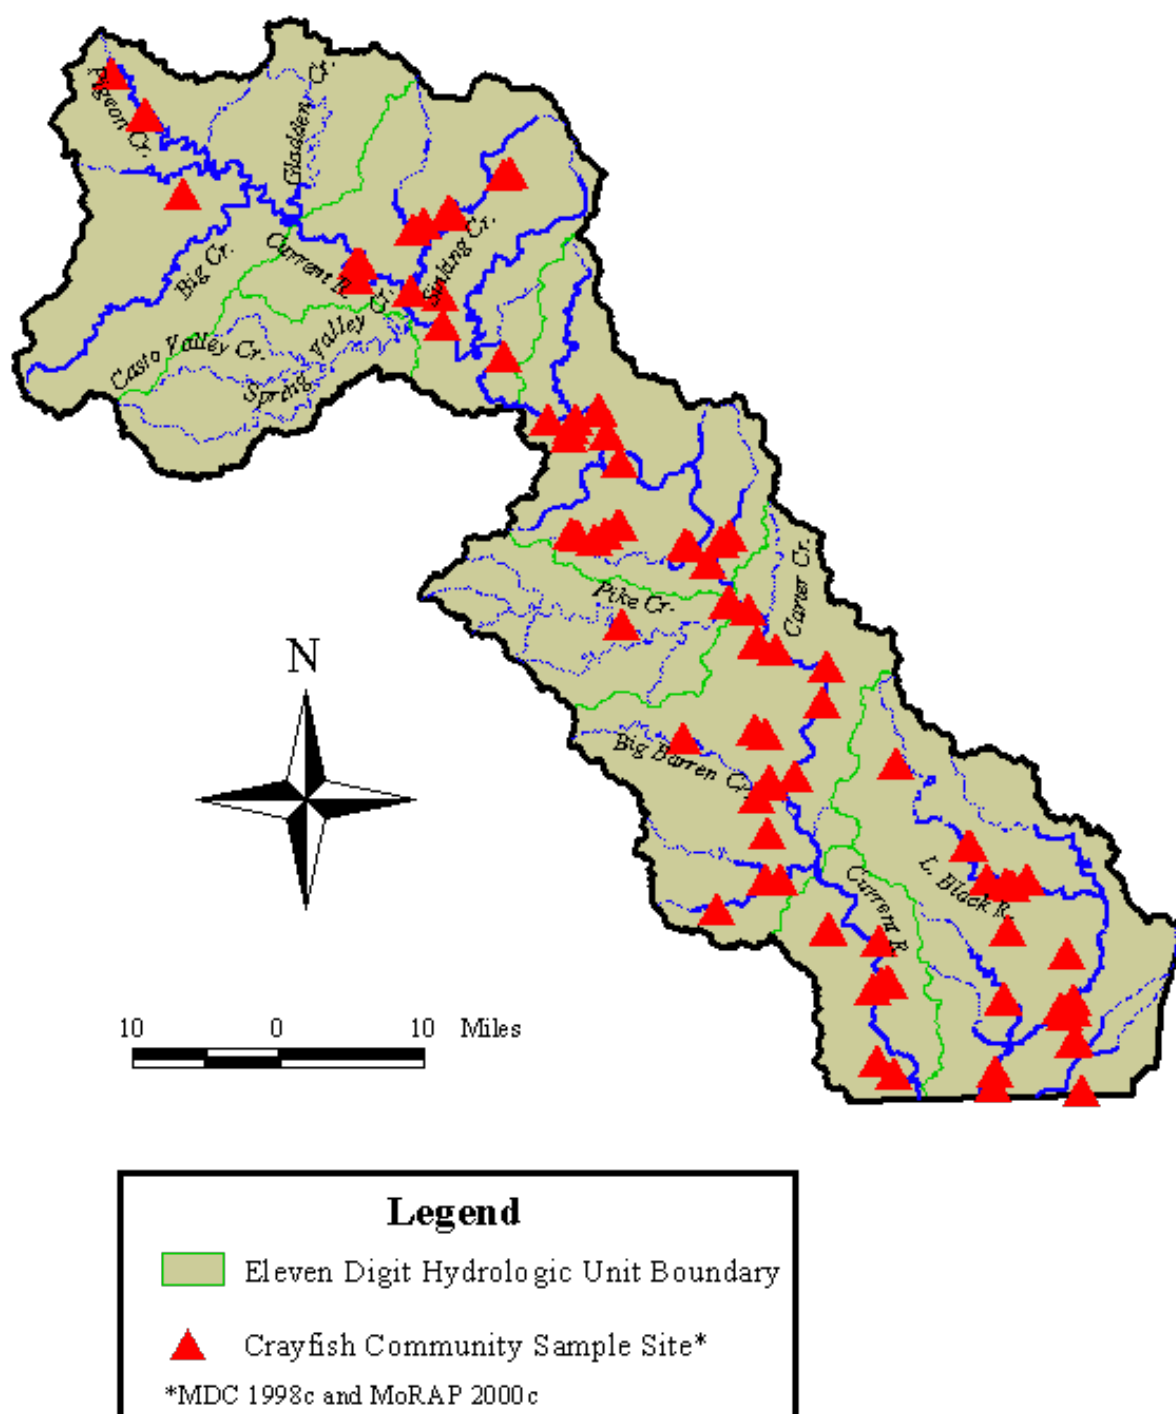 Pigeon Cr.
Gladden Cr.
Big Cr.
Current R.
Sinking Cr.
Casto Valley Cr.
Spring Valley Cr.
Pike Cr.
Carter Cr.
Big Barren Cr.
L. Black R.
Current R.
N
10 0 10 Miles
Legend
Eleven Digit Hydrologic Unit Boundary
Crayfish Community Sample Site*
*MDC 1998c and MoRAP 2000c